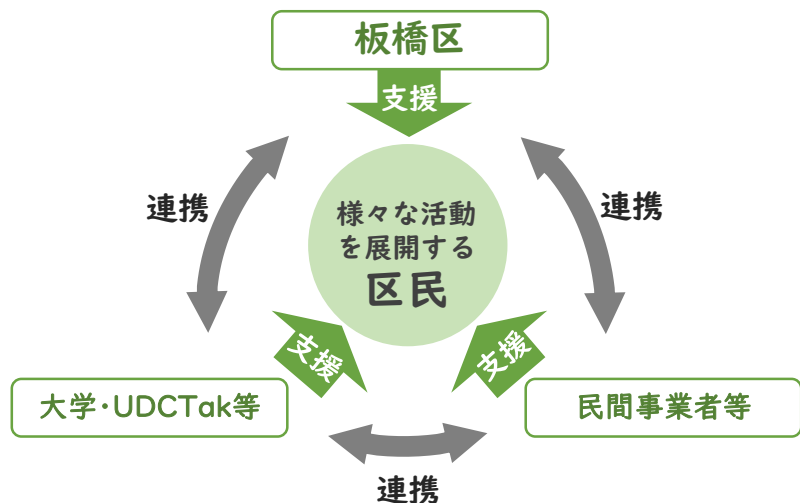 板橋区
支援
連携
連携
様々な活動
を展開する
区民
支援
支援
大学・UDCTak等
民間事業者等
連携